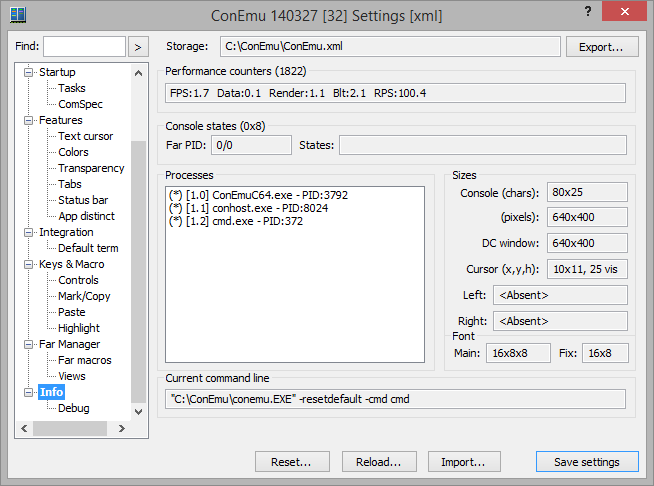 ConEmu 140327 [32] Settings [xml]
?
Find:
>
Storage:
C:\ConEmu\ConEmu.xml
Export...
Startup
Tasks
ComSpec
Features
Text cursor
Colors
Transparency
Tabs
Status bar
App distinct
Integration
Default term
Keys & Macro
Controls
Mark/Copy
Paste
Highlight
Far Manager
Far macros
Views
Info
Debug
Performance counters (1822)
FPS:1.7 Data:0.1 Render:1.1 Blt:2.1 RPS:100.4
Console states (0x8)
Far PID: 0/0 States:
Processes
(*) [1.0] ConEmuC64.exe - PID:3792
(*) [1.1] conhost.exe - PID:8024
(*) [1.2] cmd.exe - PID:372
Sizes
Console (chars): 80x25
(pixels): 640x400
DC window: 640x400
Cursor (x,y,h): 10x11, 25 vis
Left: <Absent>
Right: <Absent>
Font
Main: 16x8x8 Fix: 16x8
Current command line
"C:\ConEmu\conemu.EXE" -resetdefault -cmd cmd
Reset...
Reload...
Import...
Save settings